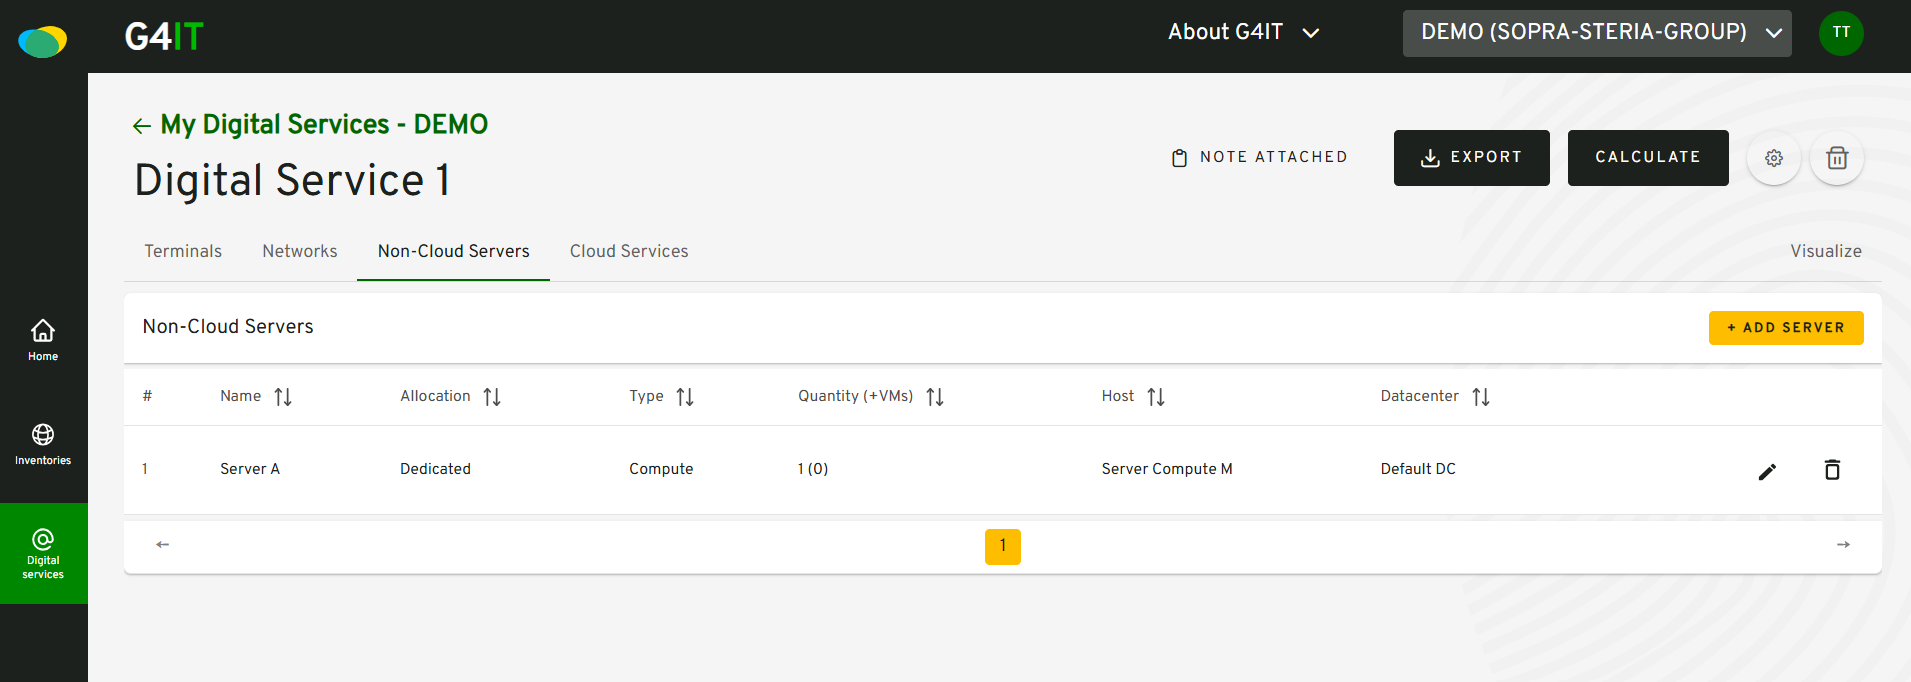 G4IT
About G4IT
DEMO (SOPRA-STERIA-GROUP)
TT
← My Digital Services - DEMO
Digital Service 1
NOTE ATTACHED
EXPORT
CALCULATE
Terminals
Networks
Non-Cloud Servers
Cloud Services
Visualize
Non-Cloud Servers
+ ADD SERVER
# Name Allocation Type Quantity (+VMs) Host Datacenter
1 Server A Dedicated Compute 1 (0) Server Compute M Default DC
← 1 →
Home
Inventories
Digital
services